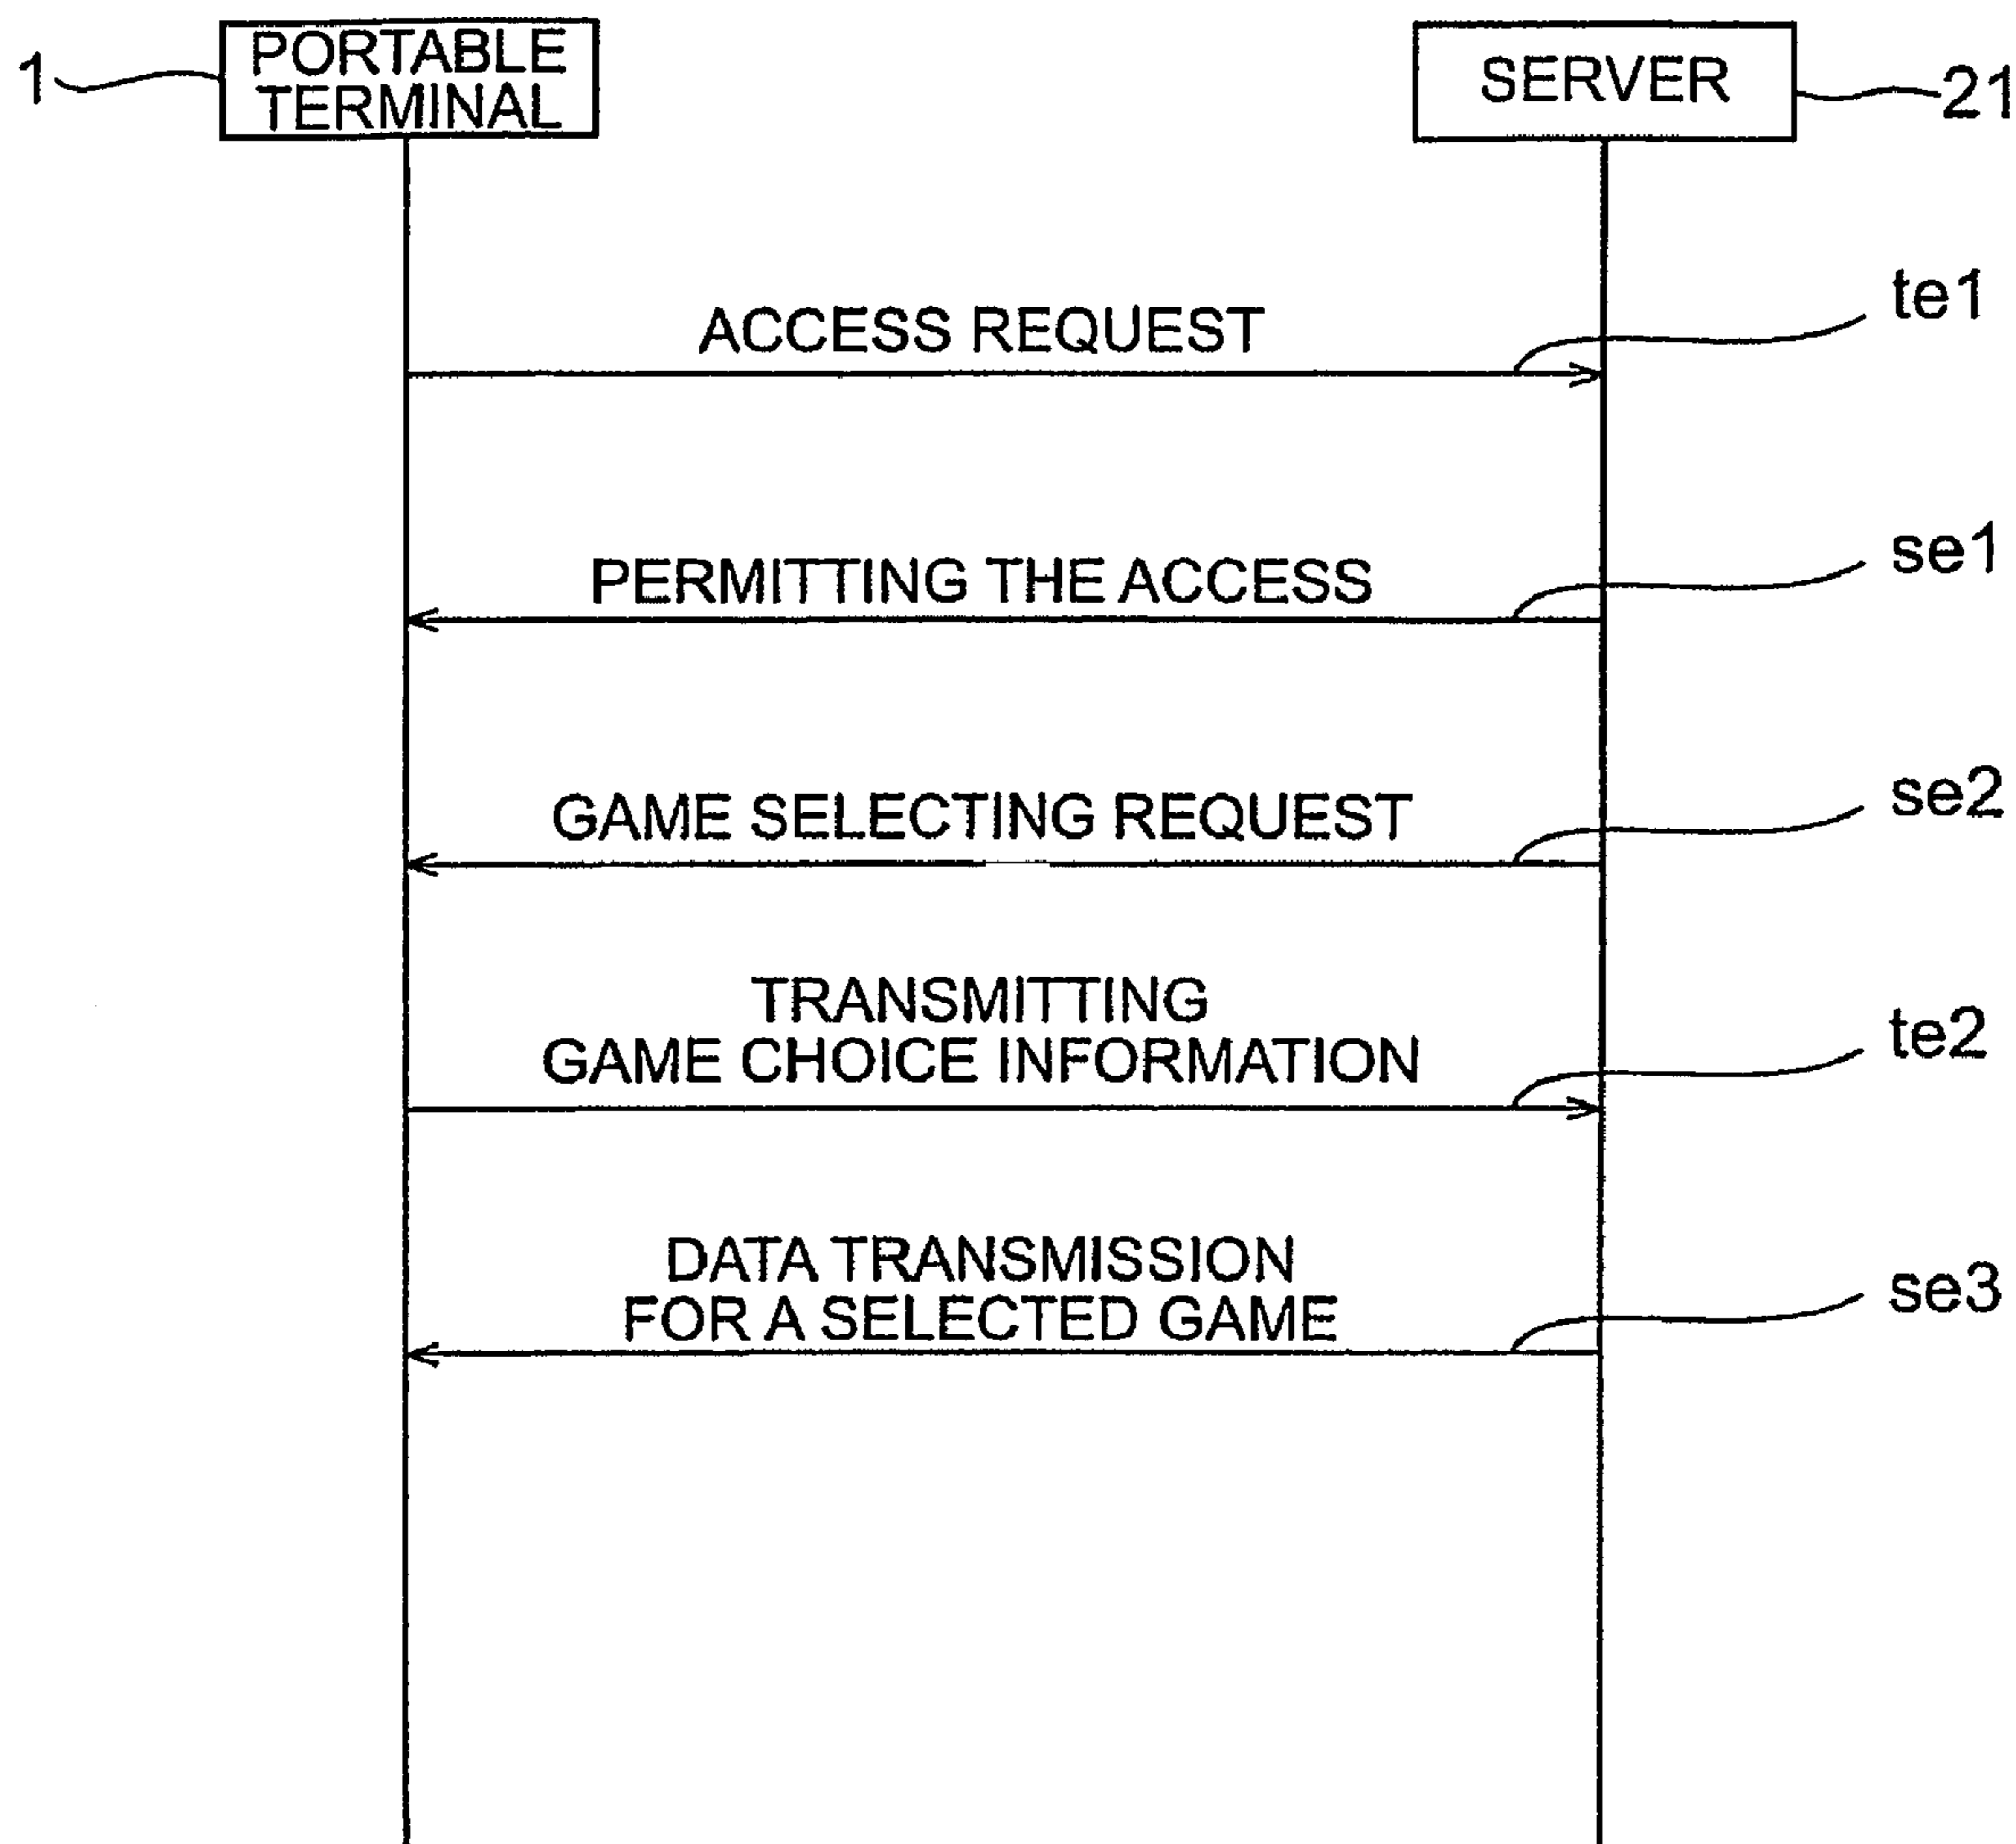 1
PORTABLE
TERMINAL
SERVER
21
ACCESS REQUEST
te1
PERMITTING THE ACCESS
se1
GAME SELECTING REQUEST
se2
TRANSMITTING
GAME CHOICE INFORMATION
te2
DATA TRANSMISSION
FOR A SELECTED GAME
se3